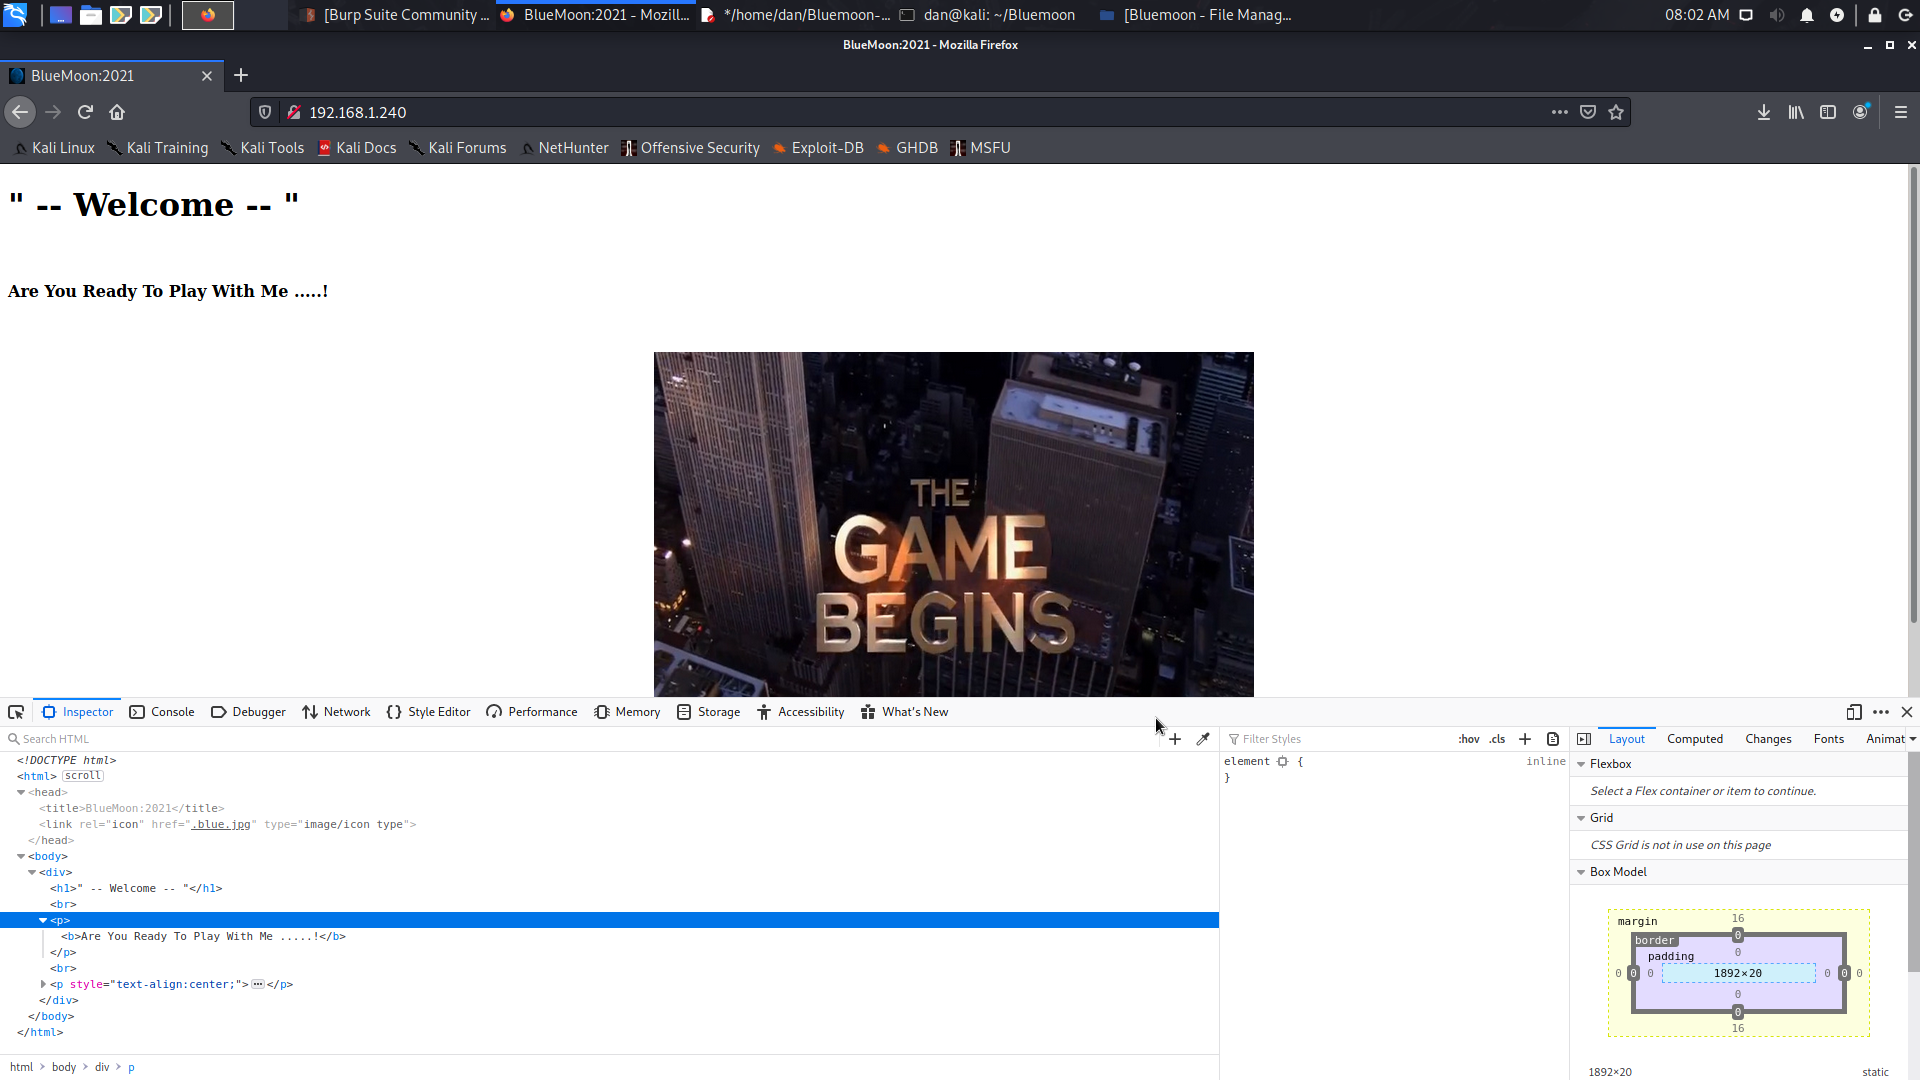 [Burp Suite Community ...
BlueMoon:2021 - Mozill...
*/home/dan/Bluemoon-...
dan@kali: ~/Bluemoon
[Bluemoon - File Manag...
08:02 AM
BlueMoon:2021 - Mozilla Firefox
BlueMoon:2021
192.168.1.240
Kali Linux
Kali Training
Kali Tools
Kali Docs
Kali Forums
NetHunter
Offensive Security
Exploit-DB
GHDB
MSFU
" -- Welcome -- "
Are You Ready To Play With Me .....!
THE
GAME
BEGINS
Inspector
Console
Debugger
Network
Style Editor
Performance
Memory
Storage
Accessibility
What's New
Search HTML
<!DOCTYPE html>
<html> scroll
<head>
<title>BlueMoon:2021</title>
<link rel="icon" href=".blue.jpg" type="image/icon type">
</head>
<body>
<div>
<h1>" -- Welcome -- "</h1>
<br>
<p>
<b>Are You Ready To Play With Me .....!</b>
</p>
<br>
<p style="text-align:center;"> ... </p>
</div>
</body>
</html>
html > body > div > p
Filter Styles
:hov .cls
element { inline
}
Layout
Computed
Changes
Fonts
Animat
Flexbox
Select a Flex container or item to continue.
Grid
CSS Grid is not in use on this page
Box Model
margin 16
border 0
padding 0
0 0 0 1892×20 0 0 0
0
0
16
1892×20 static